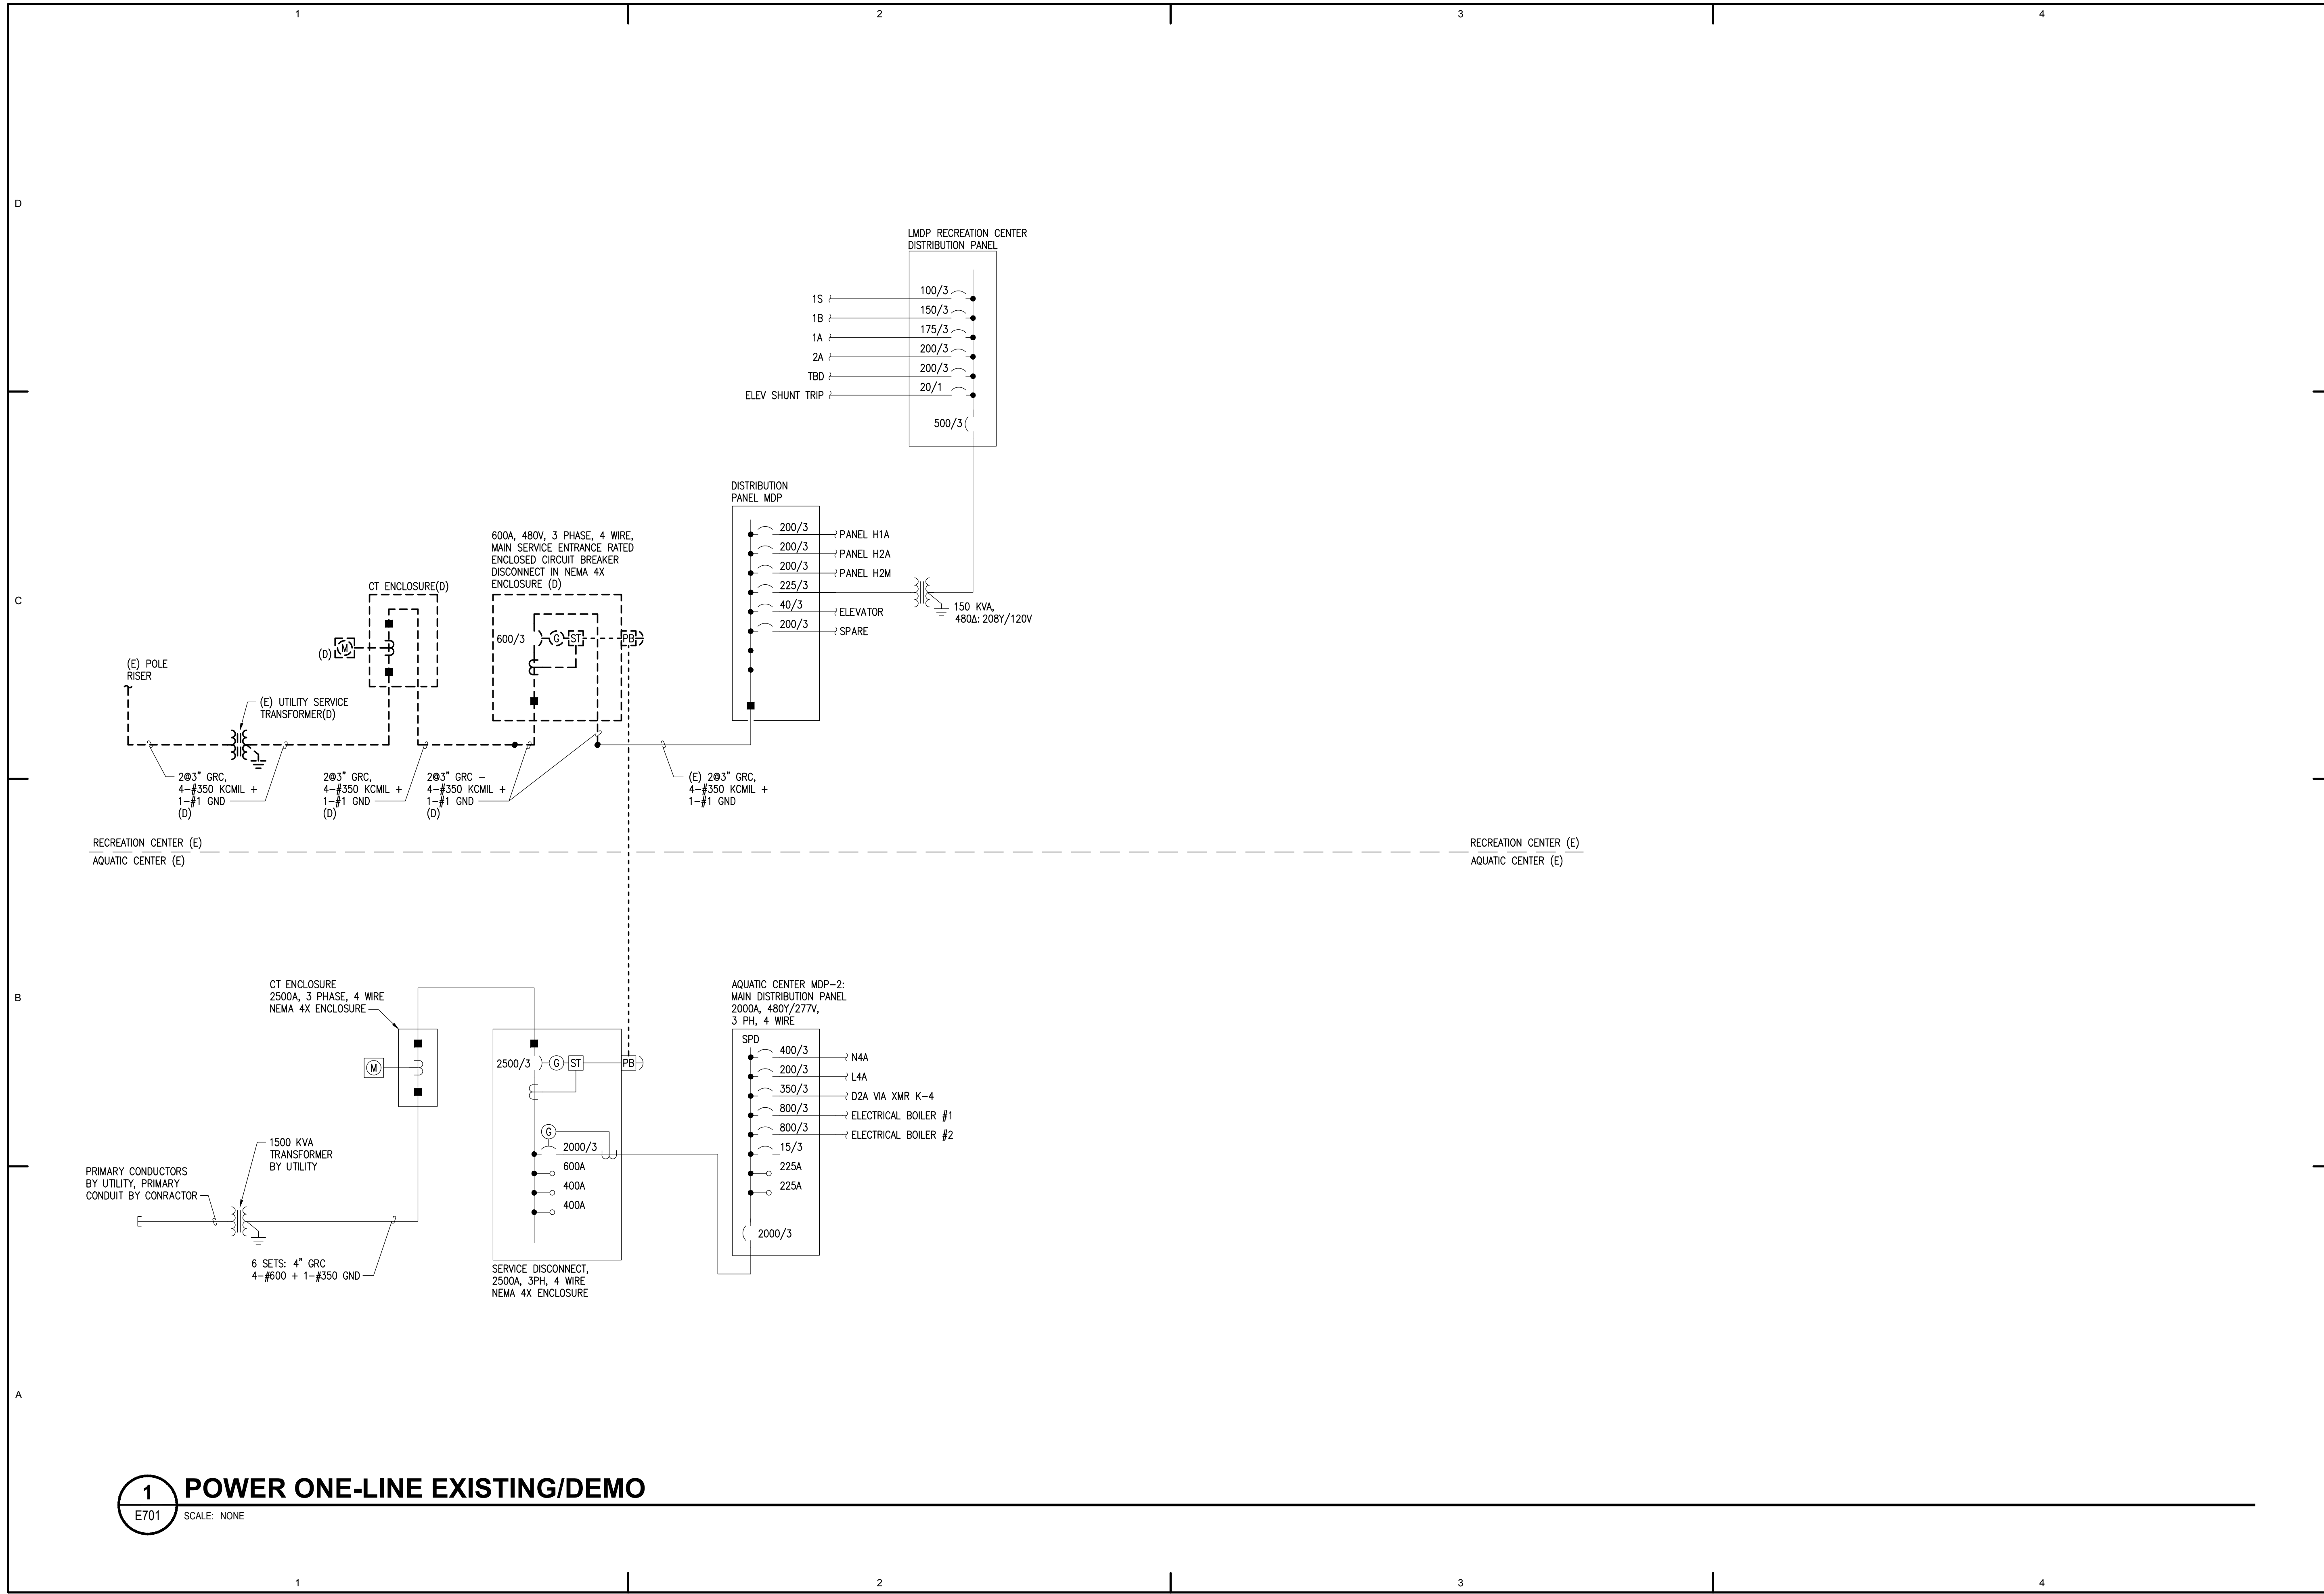 1
2
3
4
D
LMDP RECREATION CENTER
DISTRIBUTION PANEL
1S
100/3
1B
150/3
1A
175/3
2A
200/3
TBD
200/3
ELEV SHUNT TRIP
20/1
500/3
DISTRIBUTION
PANEL MDP
200/3
PANEL H1A
200/3
PANEL H2A
200/3
PANEL H2M
225/3
40/3
ELEVATOR
200/3
SPARE
150 KVA,
480Δ: 208Y/120V
C
600A, 480V, 3 PHASE, 4 WIRE,
MAIN SERVICE ENTRANCE RATED
ENCLOSED CIRCUIT BREAKER
DISCONNECT IN NEMA 4X
ENCLOSURE (D)
600/3
G
ST
PB
CT ENCLOSURE(D)
(D)
M
(E) POLE
RISER
(E) UTILITY SERVICE
TRANSFORMER(D)
2@3" GRC,
4-#350 KCMIL +
1-#1 GND
(D)
2@3" GRC,
4-#350 KCMIL +
1-#1 GND
(D)
2@3" GRC -
4-#350 KCMIL +
1-#1 GND
(D)
(E) 2@3" GRC,
4-#350 KCMIL +
1-#1 GND
RECREATION CENTER (E)
AQUATIC CENTER (E)
RECREATION CENTER (E)
AQUATIC CENTER (E)
B
CT ENCLOSURE
2500A, 3 PHASE, 4 WIRE
NEMA 4X ENCLOSURE
M
2500/3
G
ST
PB
G
2000/3
600A
400A
400A
SERVICE DISCONNECT,
2500A, 3PH, 4 WIRE
NEMA 4X ENCLOSURE
AQUATIC CENTER MDP-2:
MAIN DISTRIBUTION PANEL
2000A, 480Y/277V,
3 PH, 4 WIRE
SPD
400/3
N4A
200/3
L4A
350/3
D2A VIA XMR K-4
800/3
ELECTRICAL BOILER #1
800/3
ELECTRICAL BOILER #2
15/3
225A
225A
2000/3
1500 KVA
TRANSFORMER
BY UTILITY
PRIMARY CONDUCTORS
BY UTILITY, PRIMARY
CONDUIT BY CONRACTOR
6 SETS: 4" GRC
4-#600 + 1-#350 GND
A
1
E701
POWER ONE-LINE EXISTING/DEMO
SCALE: NONE
1
2
3
4